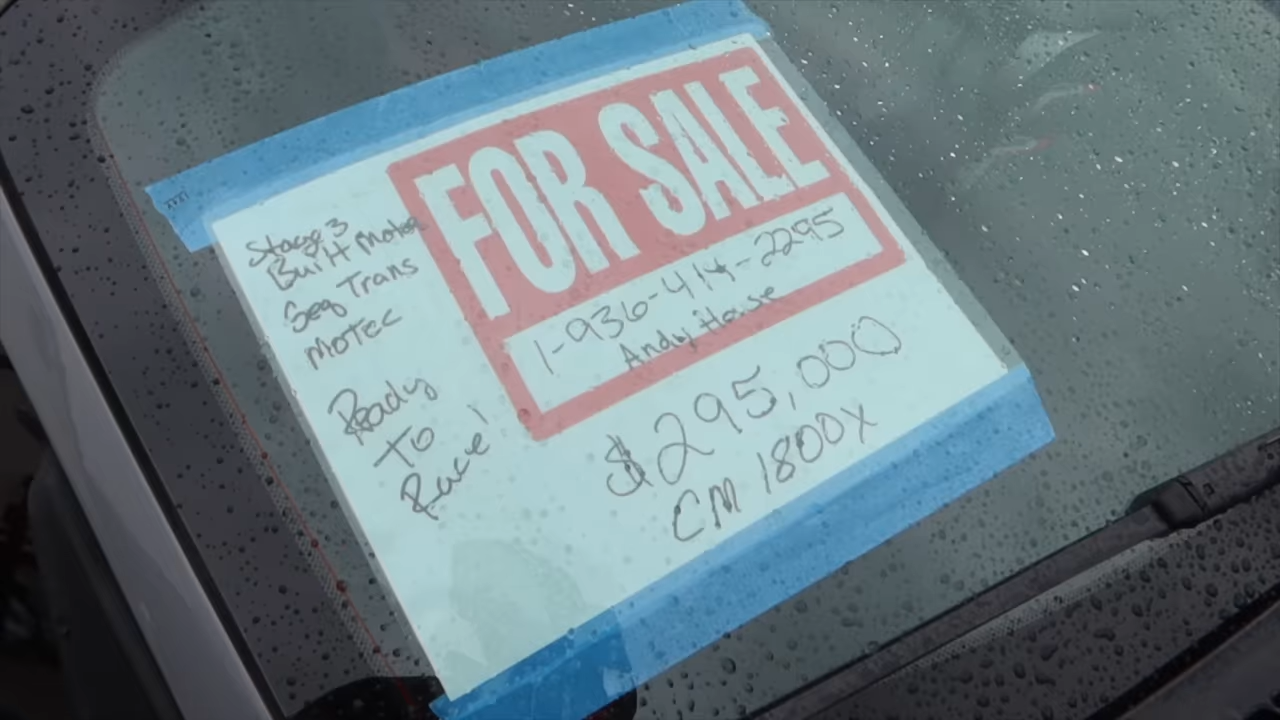 FOR SALE
1-936-414-2295
Andy House
$295,000
CM 1800X
Stage 3
Built Motor
Seq Trans
MoTec
Ready
To
Race!